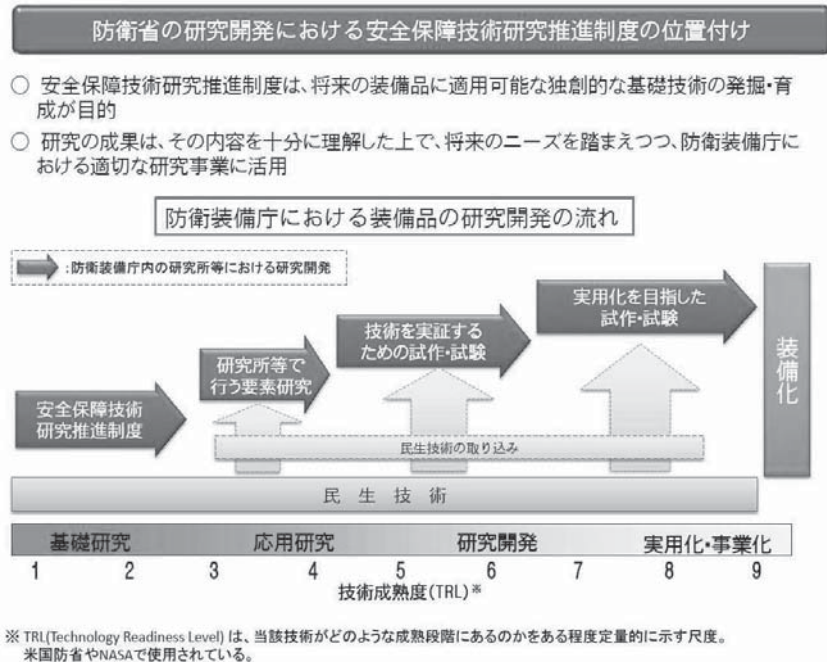 防衛省の研究開発における安全保障技術研究推進制度の位置付け
○ 安全保障技術研究推進制度は、将来の装備品に適用可能な独創的な基礎技術の発掘・育
成が目的
○ 研究の成果は、その内容を十分に理解した上で、将来のニーズを踏まえつつ、防衛装備庁に
おける適切な研究事業に活用
防衛装備庁における装備品の研究開発の流れ
:防衛装備庁内の研究所等における研究開発
安全保障技術
研究推進制度
研究所等で
行う要素研究
技術を実証する
ための試作・試験
実用化を目指した
試作・試験
装備化
民生技術の取り込み
民 生 技 術
基礎研究 応用研究 研究開発 実用化・事業化
1 2 3 4 5 6 7 8 9
技術成熟度(TRL)※
※ TRL(Technology Readiness Level) は、当該技術がどのような成熟段階にあるのかをある程度定量的に示す尺度。
米国防省やNASAで使用されている。